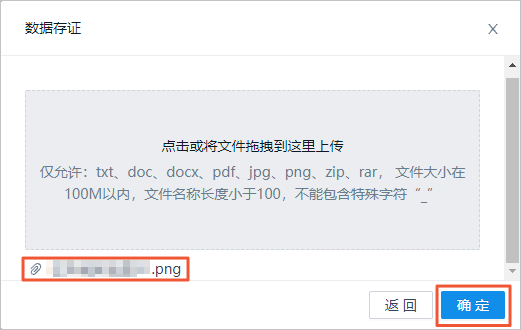 数据存证
点击或将文件拖拽到这里上传
仅允许：txt、doc、docx、pdf、jpg、png、zip、rar， 文件大小在
100M以内，文件名称长度小于100，不能包含特殊字符“_”
.png
返 回
确 定